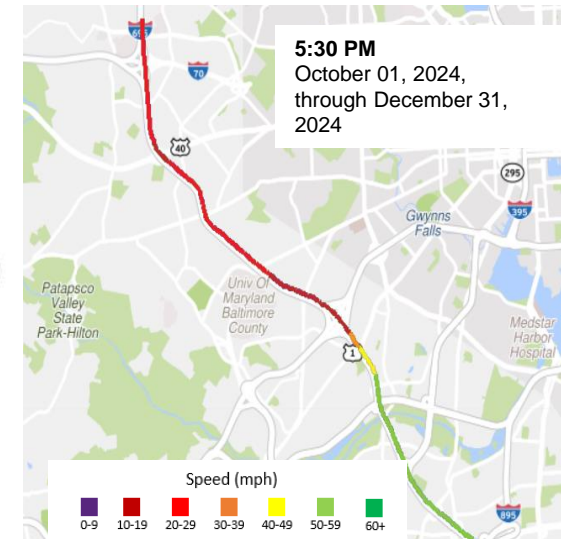 5:30 PM
October 01, 2024,
through December 31,
2024
695
70
40
295
395
Gwynns
Falls
Patapsco
Valley
State
Park-Hilton
Univ Of
Maryland
Baltimore
County
Medstar
Harbor
Hospital
1
895
Speed (mph)
0-9 10-19 20-29 30-39 40-49 50-59 60+